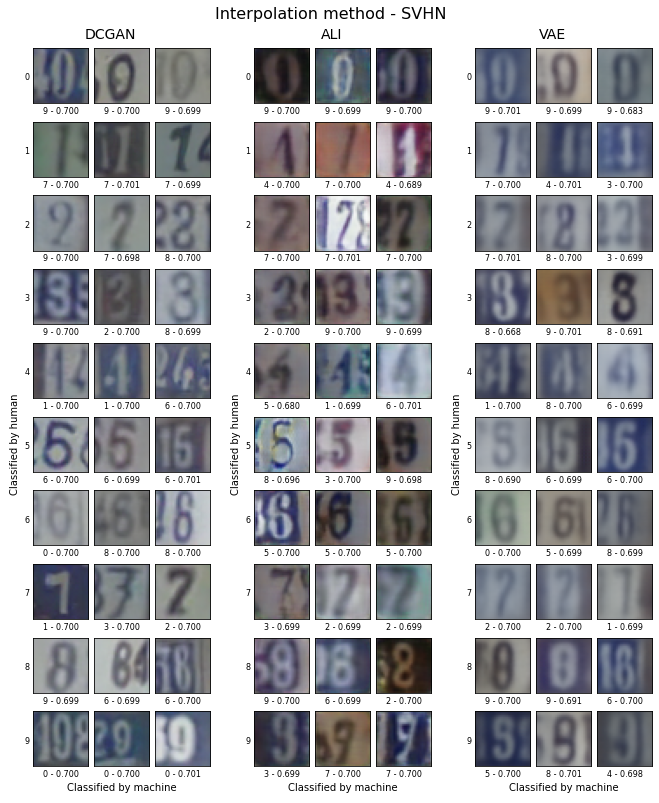 Interpolation method - SVHN
DCGAN ALI VAE
0 0 0
9 - 0.700 9 - 0.700 9 - 0.699 9 - 0.700 9 - 0.699 9 - 0.700 9 - 0.701 9 - 0.699 9 - 0.683
1 1 1
7 - 0.700 7 - 0.701 7 - 0.699 4 - 0.700 7 - 0.700 4 - 0.689 7 - 0.700 4 - 0.701 3 - 0.700
2 2 2
9 - 0.700 7 - 0.698 8 - 0.700 7 - 0.700 7 - 0.701 7 - 0.700 7 - 0.701 8 - 0.700 3 - 0.699
3 3 3
9 - 0.700 2 - 0.700 8 - 0.699 2 - 0.700 9 - 0.700 9 - 0.699 8 - 0.668 9 - 0.701 8 - 0.691
4 4 4
1 - 0.700 1 - 0.700 6 - 0.700 5 - 0.680 1 - 0.699 6 - 0.701 1 - 0.700 8 - 0.700 6 - 0.699
Classified by human Classified by human Classified by human
5 5 5
6 - 0.700 6 - 0.699 6 - 0.701 8 - 0.696 3 - 0.700 9 - 0.698 8 - 0.690 6 - 0.699 6 - 0.700
6 6 6
0 - 0.700 8 - 0.700 8 - 0.700 5 - 0.700 5 - 0.700 5 - 0.700 0 - 0.700 5 - 0.699 8 - 0.699
7 7 7
1 - 0.700 3 - 0.700 2 - 0.700 3 - 0.699 2 - 0.699 2 - 0.699 2 - 0.700 2 - 0.700 1 - 0.699
8 8 8
9 - 0.699 6 - 0.699 6 - 0.700 9 - 0.700 6 - 0.699 2 - 0.700 9 - 0.700 9 - 0.691 6 - 0.700
9 9 9
0 - 0.700 0 - 0.700 0 - 0.701 3 - 0.699 7 - 0.700 7 - 0.700 5 - 0.700 8 - 0.701 4 - 0.698
Classified by machine Classified by machine Classified by machine